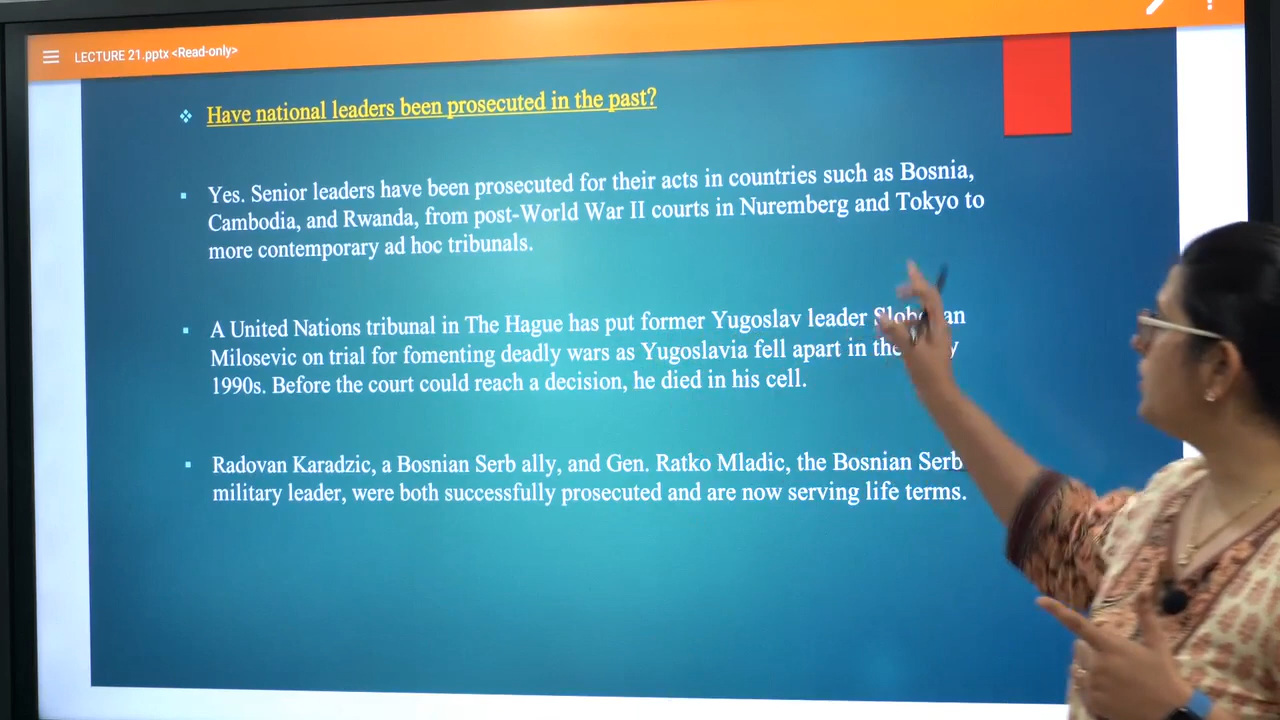 LECTURE 21.pptx <Read-only>
Have national leaders been prosecuted in the past?
Yes. Senior leaders have been prosecuted for their acts in countries such as Bosnia,
Cambodia, and Rwanda, from post-World War II courts in Nuremberg and Tokyo to
more contemporary ad hoc tribunals.
A United Nations tribunal in The Hague has put former Yugoslav leader
Milosevic on trial for fomenting deadly wars as Yugoslavia fell apart in the
1990s. Before the court could reach a decision, he died in his cell.
Radovan Karadzic, a Bosnian Serb ally, and Gen. Ratko Mladic, the Bosnian Serb
military leader, were both successfully prosecuted and are now serving life terms.